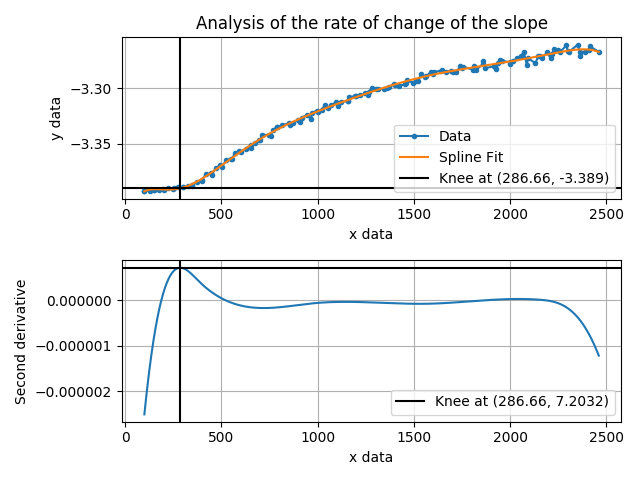 Analysis of the rate of change of the slope
y data
−3.30
−3.35
Data
Spline Fit
Knee at (286.66, -3.389)
0 500 1000 1500 2000 2500
x data
Second derivative
0.000000
−0.000001
−0.000002
Knee at (286.66, 7.2032)
0 500 1000 1500 2000 2500
x data